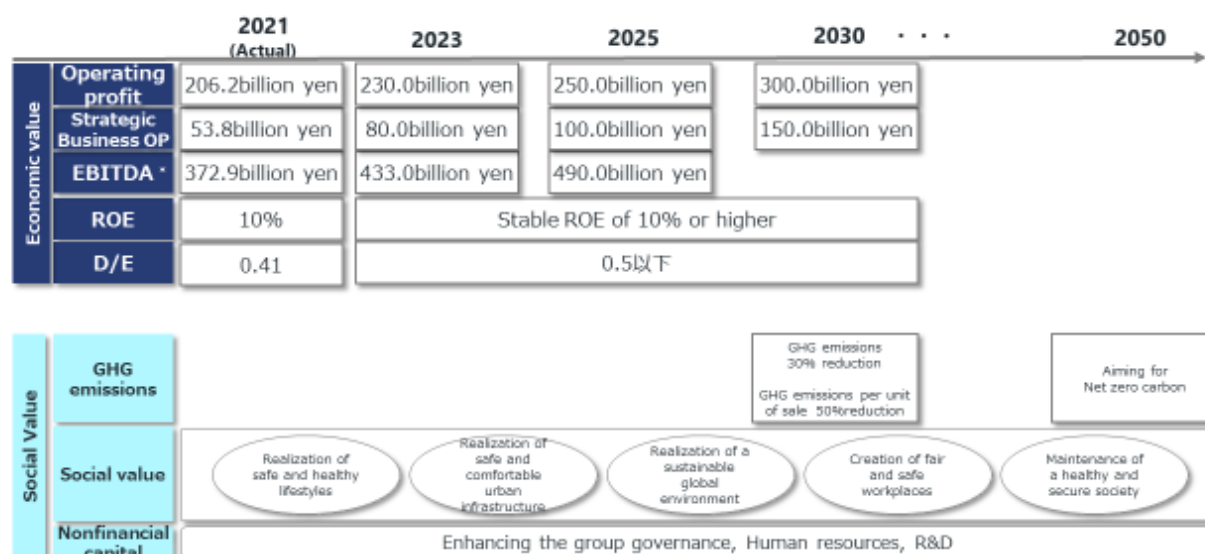 2021
(Actual)
2023
2025
2030
· · ·
2050
Economic value
Operating
profit
206.2billion yen
230.0billion yen
250.0billion yen
300.0billion yen
Strategic
Business OP
53.8billion yen
80.0billion yen
100.0billion yen
150.0billion yen
EBITDA *
372.9billion yen
433.0billion yen
490.0billion yen
ROE
10%
Stable ROE of 10% or higher
D/E
0.41
0.5以下
Social Value
GHG
emissions
GHG emissions
30% reduction
GHG emissions per unit
of sale 50%reduction
Aiming for
Net zero carbon
Social value
Realization of
safe and healthy
lifestyles
Realization of
safe and
comfortable
urban
infrastructure
Realization of a
sustainable
global
environment
Creation of fair
and safe
workplaces
Maintenance of
a healthy and
secure society
Nonfinancial
capital
Enhancing the group governance, Human resources, R&D